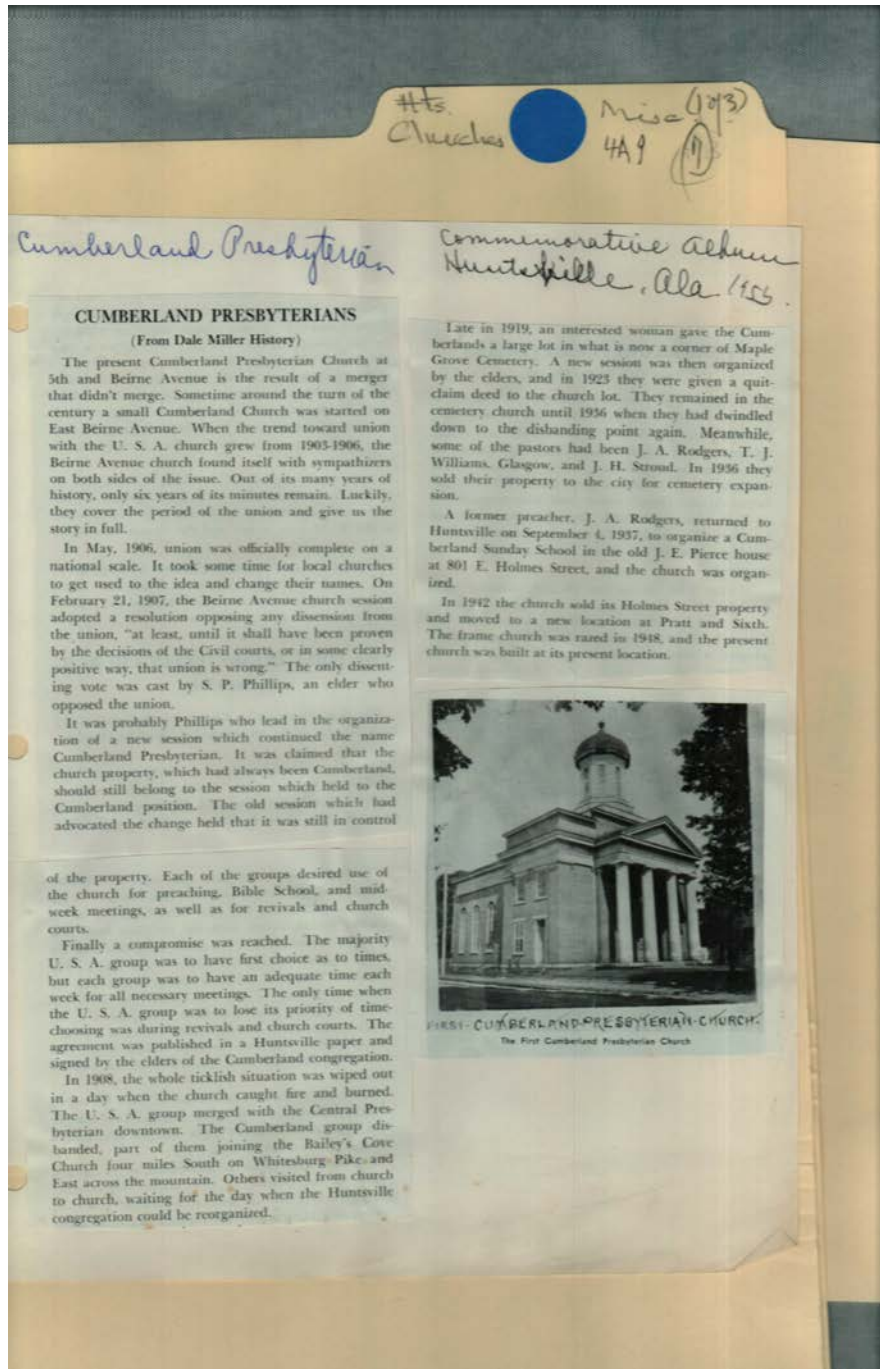 Hts.
Churches
Misc (1 of 3)
4A9 7
Cumberland Presbyterian
Commemorative Album
Huntsville, Ala. 1955.
CUMBERLAND PRESBYTERIANS
(From Dale Miller History)
The present Cumberland Presbyterian Church at
5th and Beirne Avenue is the result of a merger
that didn't merge. Sometime around the turn of the
century a small Cumberland Church was started on
East Beirne Avenue. When the trend toward union
with the U. S. A. church grew from 1903-1906, the
Beirne Avenue church found itself with sympathizers
on both sides of the issue. Out of its many years of
history, only six years of its minutes remain. Luckily,
they cover the period of the union and give us the
story in full.
In May, 1906, union was officially complete on a
national scale. It took some time for local churches
to get used to the idea and change their names. On
February 21, 1907, the Beirne Avenue church session
adopted a resolution opposing any dissension from
the union, "at least, until it shall have been proven
by the decisions of the Civil courts, or in some clearly
positive way, that union is wrong." The only dissent-
ing vote was cast by S. P. Phillips, an elder who
opposed the union.
It was probably Phillips who lead in the organiza-
tion of a new session which continued the name
Cumberland Presbyterian. It was claimed that the
church property, which had always been Cumberland,
should still belong to the session which held to the
Cumberland position. The old session which had
advocated the change held that it was still in control
of the property. Each of the groups desired use of
the church for preaching, Bible School, and mid-
week meetings, as well as for revivals and church
courts.
Finally a compromise was reached. The majority
U. S. A. group was to have first choice as to times,
but each group was to have an adequate time each
week for all necessary meetings. The only time when
the U. S. A. group was to lose its priority of time-
choosing was during revivals and church courts. The
agreement was published in a Huntsville paper and
signed by the elders of the Cumberland congregation.
In 1908, the whole ticklish situation was wiped out
in a day when the church caught fire and burned.
The U. S. A. group merged with the Central Pres-
byterian downtown. The Cumberland group dis-
banded, part of them joining the Bailey's Cove
Church four miles South on Whitesburg Pike and
East across the mountain. Others visited from church
to church, waiting for the day when the Huntsville
congregation could be reorganized.
Late in 1919, an interested woman gave the Cum-
berlands a large lot in what is now a corner of Maple
Grove Cemetery. A new session was then organized
by the elders, and in 1923 they were given a quit-
claim deed to the church lot. They remained in the
cemetery church until 1936 when they had dwindled
down to the disbanding point again. Meanwhile,
some of the pastors had been J. A. Rodgers, T. J.
Williams, Glasgow, and J. H. Stroud. In 1936 they
sold their property to the city for cemetery expan-
sion.
A former preacher, J. A. Rodgers, returned to
Huntsville on September 4, 1937, to organize a Cum-
berland Sunday School in the old J. E. Pierce house
at 801 E. Holmes Street, and the church was organ-
ized.
In 1942 the church sold its Holmes Street property
and moved to a new location at Pratt and Sixth.
The frame church was razed in 1948, and the present
church was built at its present location.
FIRST-CUMBERLAND-PRESBYTERIAN-CHURCH-
The First Cumberland Presbyterian Church